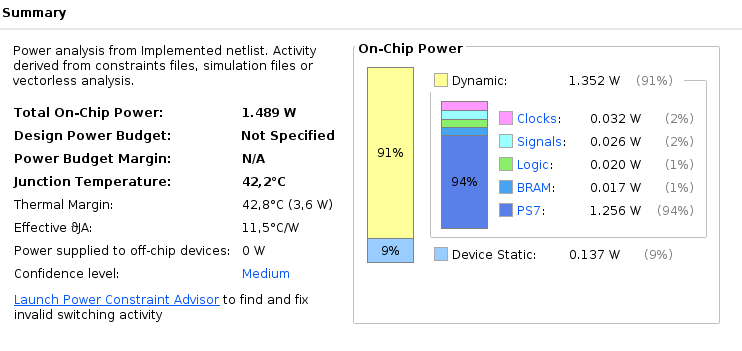 Summary
Power analysis from Implemented netlist. Activity
derived from constraints files, simulation files or
vectorless analysis.
Total On-Chip Power: 1.489 W
Design Power Budget: Not Specified
Power Budget Margin: N/A
Junction Temperature: 42,2°C
Thermal Margin: 42,8°C (3,6 W)
Effective ϑJA: 11,5°C/W
Power supplied to off-chip devices: 0 W
Confidence level: Medium
Launch Power Constraint Advisor to find and fix
invalid switching activity
On-Chip Power
91%
9%
Dynamic: 1.352 W (91%)
94%
Clocks: 0.032 W (2%)
Signals: 0.026 W (2%)
Logic: 0.020 W (1%)
BRAM: 0.017 W (1%)
PS7: 1.256 W (94%)
Device Static: 0.137 W (9%)